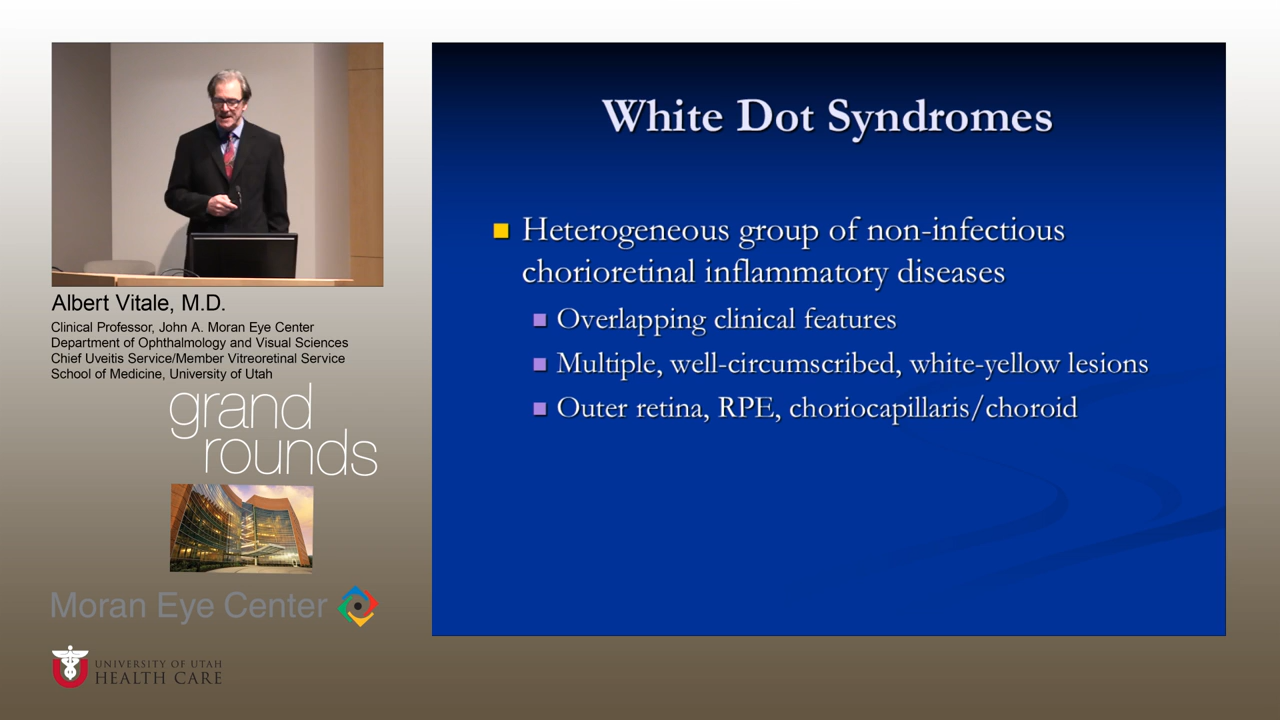 Albert Vitale, M.D.
Clinical Professor, John A. Moran Eye Center
Department of Ophthalmology and Visual Sciences
Chief Uveitis Service/Member Vitreoretinal Service
School of Medicine, University of Utah
grand
rounds
Moran Eye Center
UNIVERSITY OF UTAH
HEALTH CARE
White Dot Syndromes
Heterogeneous group of non-infectious
chorioretinal inflammatory diseases
Overlapping clinical features
Multiple, well-circumscribed, white-yellow lesions
Outer retina, RPE, choriocapillaris/choroid